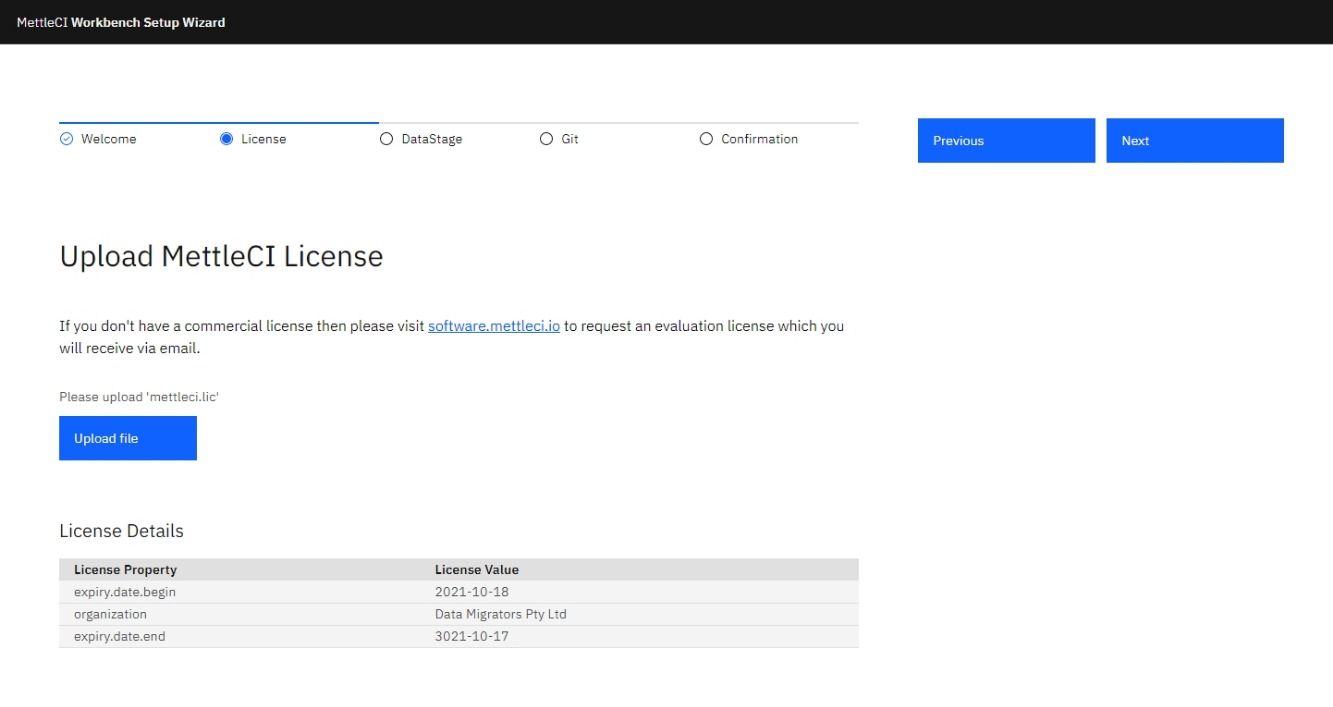 MettleCI Workbench Setup Wizard
Welcome License DataStage Git Confirmation Previous Next
Upload MettleCI License
If you don't have a commercial license then please visit software.mettleci.io to request an evaluation license which you
will receive via email.
Please upload 'mettleci.lic'
Upload file
License Details
License Property License Value
expiry.date.begin 2021-10-18
organization Data Migrators Pty Ltd
expiry.date.end 3021-10-17